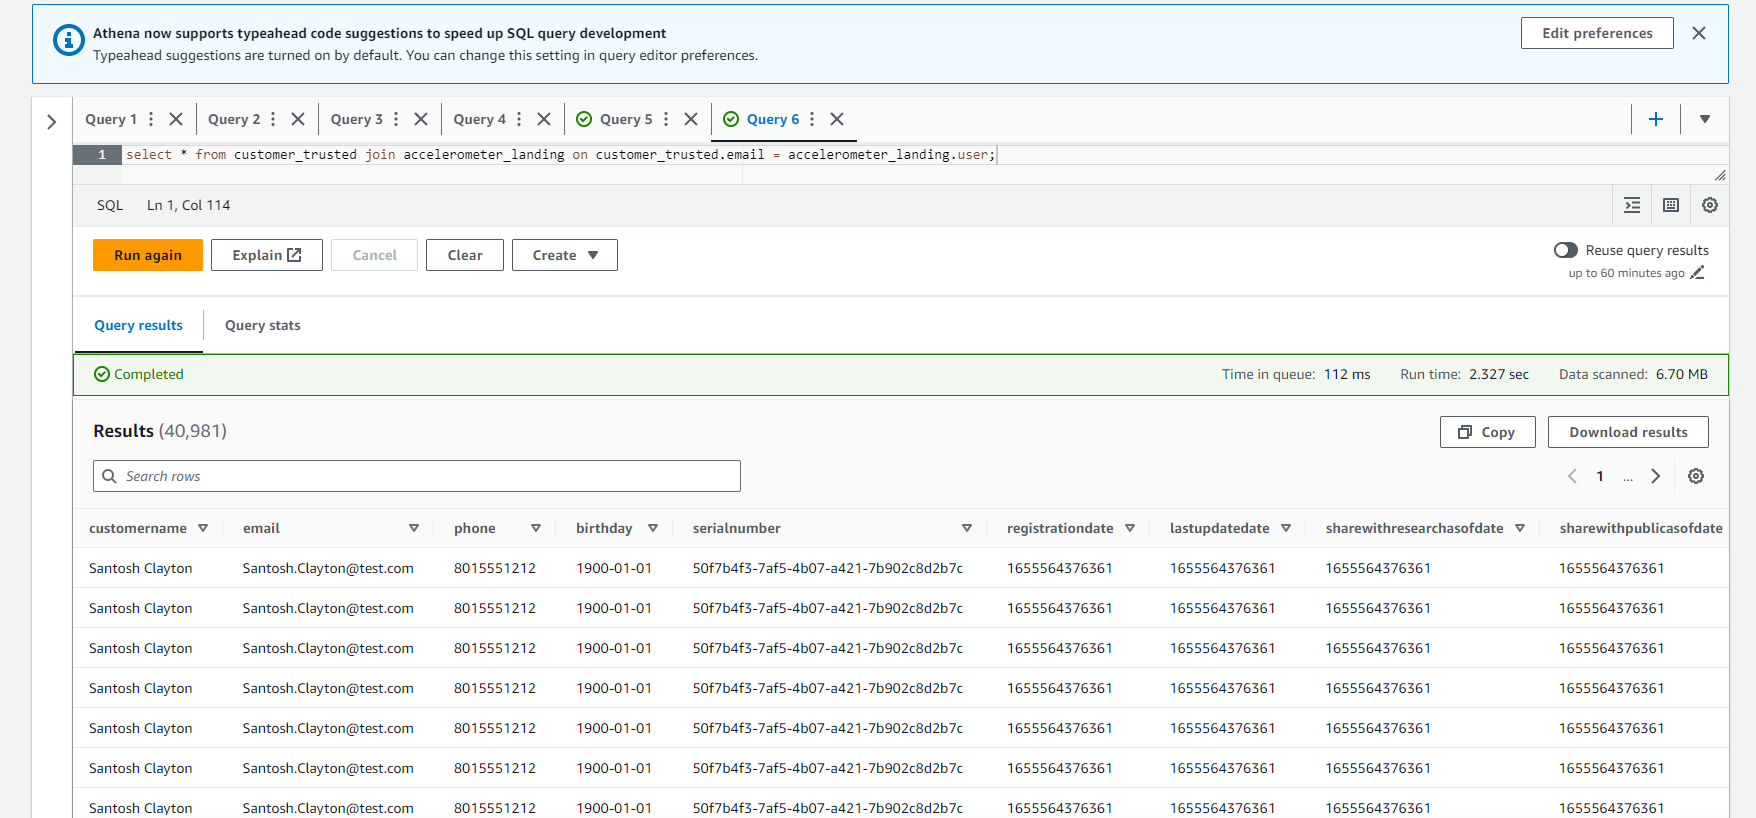 Athena now supports typeahead code suggestions to speed up SQL query development
Typeahead suggestions are turned on by default. You can change this setting in query editor preferences.
Edit preferences
Query 1 Query 2 Query 3 Query 4 Query 5 Query 6
1 select * from customer_trusted join accelerometer_landing on customer_trusted.email = accelerometer_landing.user;
SQL Ln 1, Col 114
Run again Explain Cancel Clear Create
Reuse query results
up to 60 minutes ago
Query results Query stats
Completed Time in queue: 112 ms Run time: 2.327 sec Data scanned: 6.70 MB
Results (40,981) Copy Download results
Search rows 1 ...
customername email phone birthday serialnumber registrationdate lastupdatedate sharewithresearchasofdate sharewithpublicasofdate
Santosh Clayton Santosh.Clayton@test.com 8015551212 1900-01-01 50f7b4f3-7af5-4b07-a421-7b902c8d2b7c 1655564376361 1655564376361 1655564376361 1655564376361
Santosh Clayton Santosh.Clayton@test.com 8015551212 1900-01-01 50f7b4f3-7af5-4b07-a421-7b902c8d2b7c 1655564376361 1655564376361 1655564376361 1655564376361
Santosh Clayton Santosh.Clayton@test.com 8015551212 1900-01-01 50f7b4f3-7af5-4b07-a421-7b902c8d2b7c 1655564376361 1655564376361 1655564376361 1655564376361
Santosh Clayton Santosh.Clayton@test.com 8015551212 1900-01-01 50f7b4f3-7af5-4b07-a421-7b902c8d2b7c 1655564376361 1655564376361 1655564376361 1655564376361
Santosh Clayton Santosh.Clayton@test.com 8015551212 1900-01-01 50f7b4f3-7af5-4b07-a421-7b902c8d2b7c 1655564376361 1655564376361 1655564376361 1655564376361
Santosh Clayton Santosh.Clayton@test.com 8015551212 1900-01-01 50f7b4f3-7af5-4b07-a421-7b902c8d2b7c 1655564376361 1655564376361 1655564376361 1655564376361
Santosh Clayton Santosh.Clayton@test.com 8015551212 1900-01-01 50f7b4f3-7af5-4b07-a421-7b902c8d2b7c 1655564376361 1655564376361 1655564376361 1655564376361